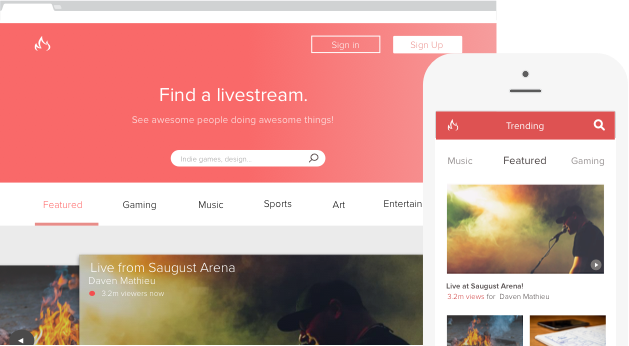 Sign in
Sign Up
Find a livestream.
See awesome people doing awesome things!
Indie games, design...
Featured
Gaming
Music
Sports
Art
Entertain
Live from Saugust Arena
Daven Mathieu
3.2m viewers now
Trending
Music
Featured
Gaming
Live at Saugust Arena!
3.2m views for Daven Mathieu